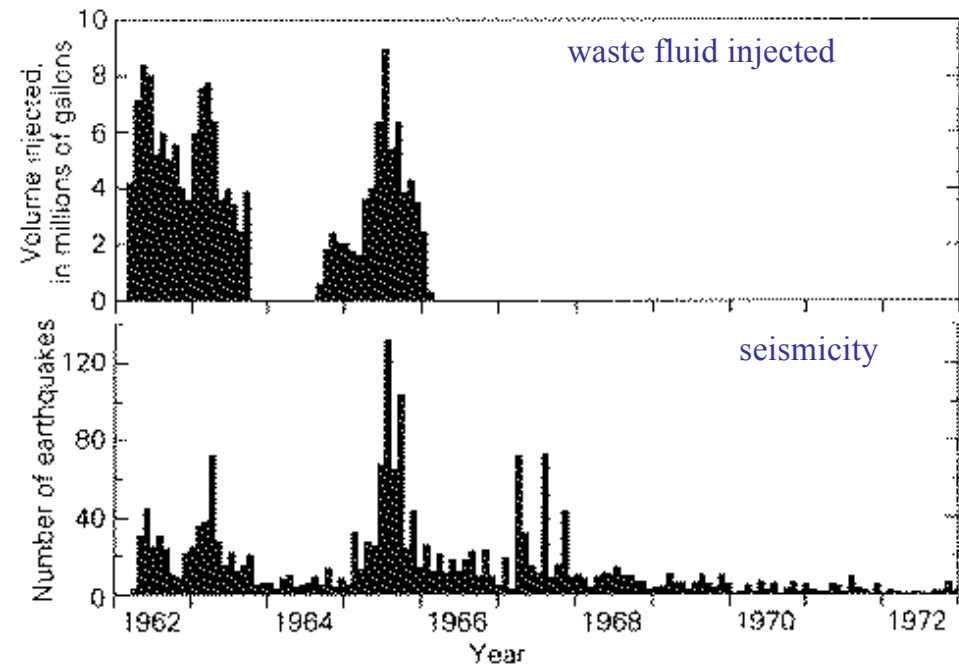 Volume injected,
in millions of gallons
10
8
6
4
2
0
waste fluid injected
Number of earthquakes
120
80
40
0
seismicity
1962 1964 1966 1968 1970 1972
Year